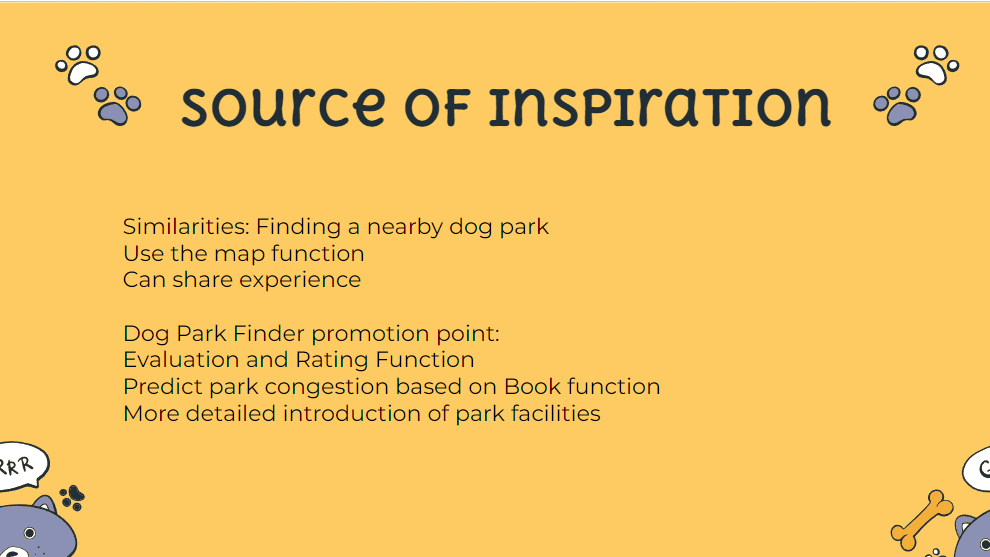 source of inspiration
Similarities: Finding a nearby dog park
Use the map function
Can share experience
Dog Park Finder promotion point:
Evaluation and Rating Function
Predict park congestion based on Book function
More detailed introduction of park facilities